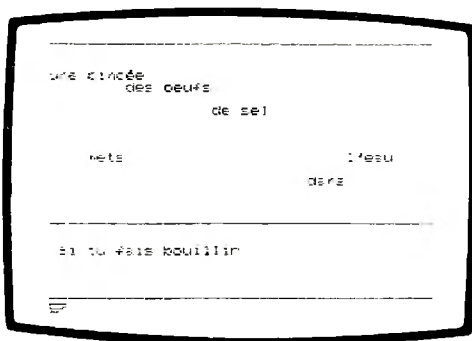 une pincée
des oeufs
de sel
mets l'eau
dans
Si tu fais bouillir